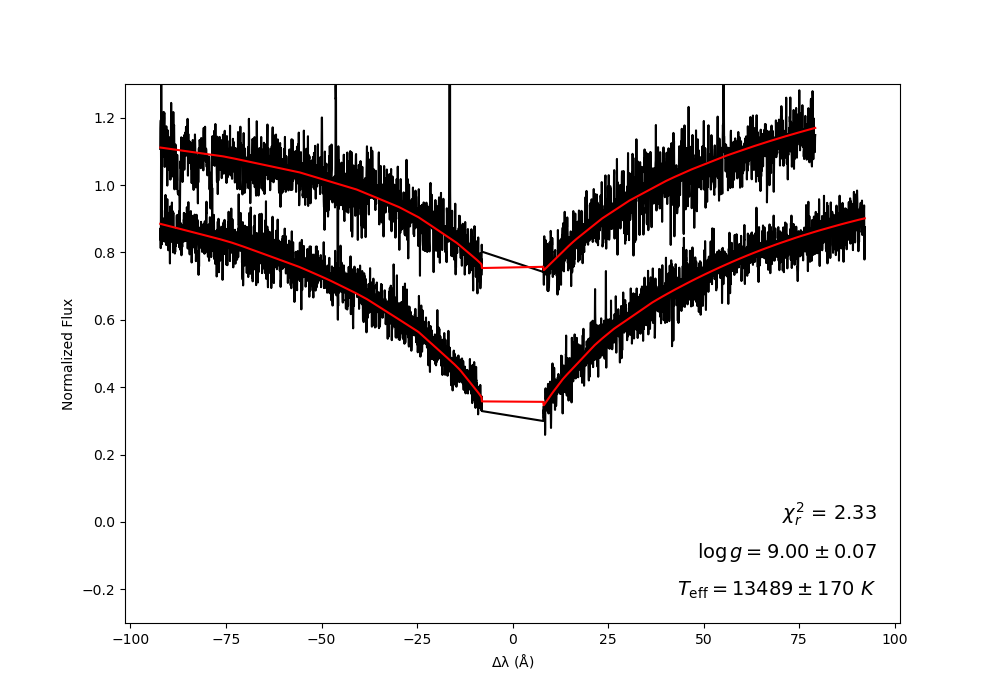 1.2
1.0
0.8
0.6
0.4
0.2
0.0
−0.2
Normalized Flux
χ²ᵣ = 2.33
log g = 9.00 ± 0.07
T_eff = 13489 ± 170 K
−100 −75 −50 −25 0 25 50 75 100
Δλ (Å)